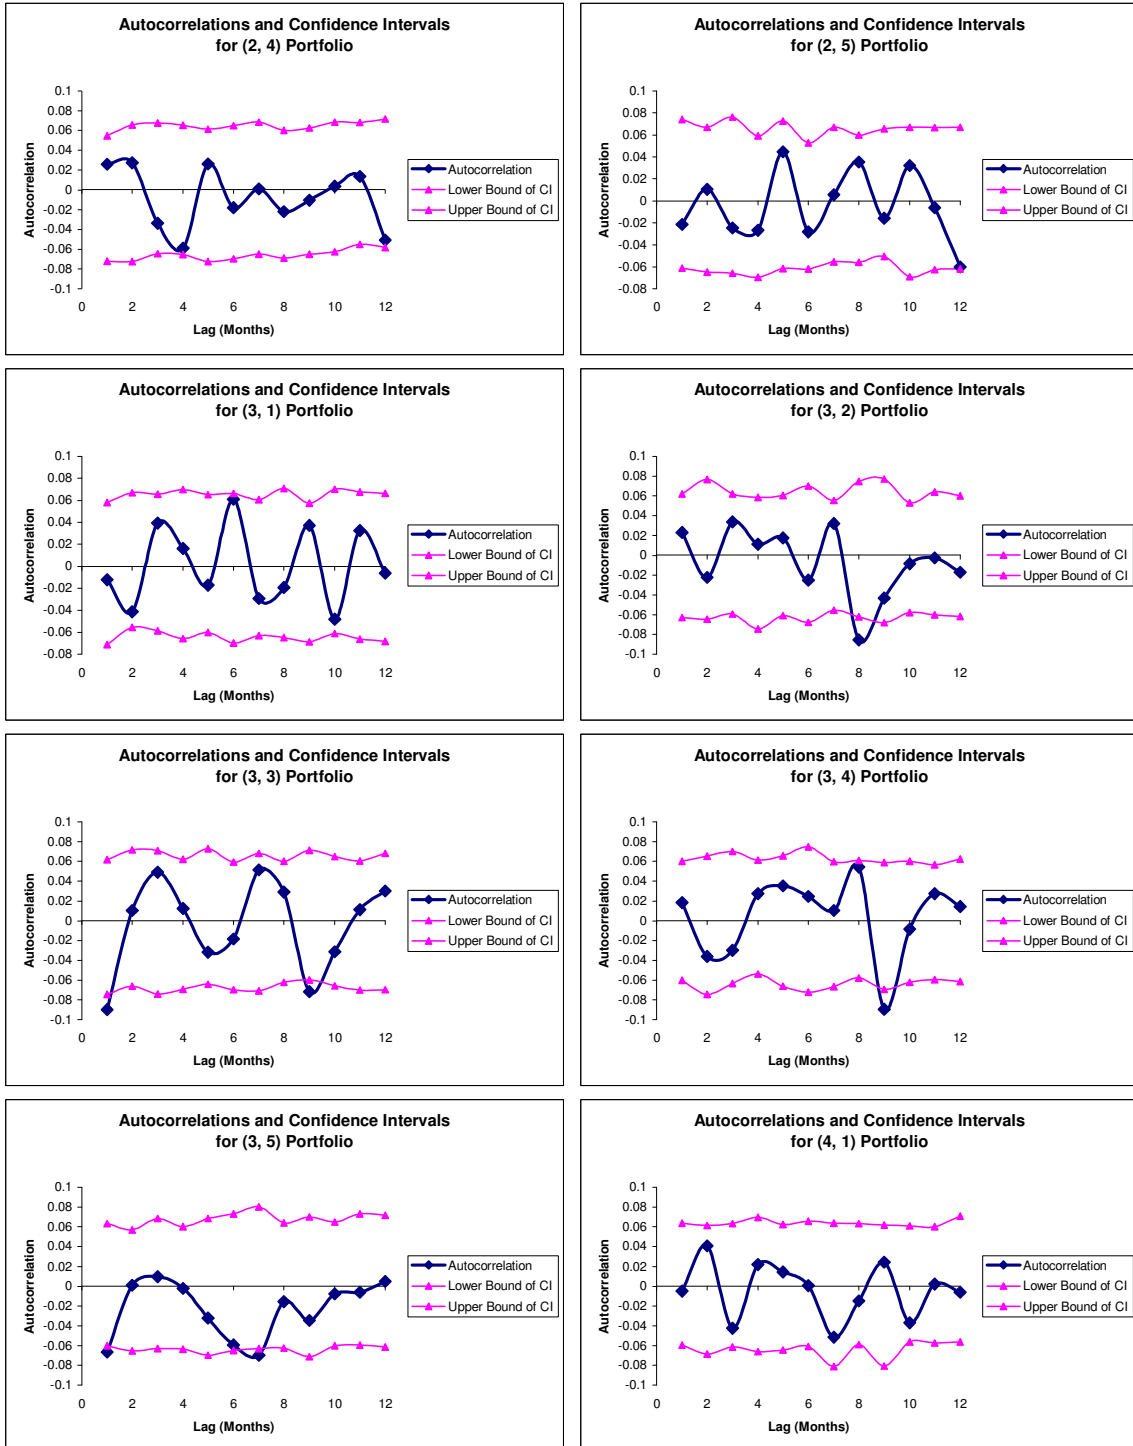 Autocorrelations and Confidence Intervals
for (2, 4) Portfolio
0.1
0.08
0.06
0.04
0.02
0
-0.02
-0.04
-0.06
-0.08
-0.1
0 2 4 6 8 10 12
Lag (Months)
Autocorrelation
Autocorrelation
Lower Bound of CI
Upper Bound of CI
Autocorrelations and Confidence Intervals
for (2, 5) Portfolio
0.1
0.08
0.06
0.04
0.02
0
-0.02
-0.04
-0.06
-0.08
0 2 4 6 8 10 12
Lag (Months)
Autocorrelation
Autocorrelation
Lower Bound of CI
Upper Bound of CI
Autocorrelations and Confidence Intervals
for (3, 1) Portfolio
0.1
0.08
0.06
0.04
0.02
0
-0.02
-0.04
-0.06
-0.08
0 2 4 6 8 10 12
Lag (Months)
Autocorrelation
Autocorrelation
Lower Bound of CI
Upper Bound of CI
Autocorrelations and Confidence Intervals
for (3, 2) Portfolio
0.1
0.08
0.06
0.04
0.02
0
-0.02
-0.04
-0.06
-0.08
-0.1
0 2 4 6 8 10 12
Lag (Months)
Autocorrelation
Autocorrelation
Lower Bound of CI
Upper Bound of CI
Autocorrelations and Confidence Intervals
for (3, 3) Portfolio
0.1
0.08
0.06
0.04
0.02
0
-0.02
-0.04
-0.06
-0.08
-0.1
0 2 4 6 8 10 12
Lag (Months)
Autocorrelation
Autocorrelation
Lower Bound of CI
Upper Bound of CI
Autocorrelations and Confidence Intervals
for (3, 4) Portfolio
0.1
0.08
0.06
0.04
0.02
0
-0.02
-0.04
-0.06
-0.08
-0.1
0 2 4 6 8 10 12
Lag (Months)
Autocorrelation
Autocorrelation
Lower Bound of CI
Upper Bound of CI
Autocorrelations and Confidence Intervals
for (3, 5) Portfolio
0.1
0.08
0.06
0.04
0.02
0
-0.02
-0.04
-0.06
-0.08
-0.1
0 2 4 6 8 10 12
Lag (Months)
Autocorrelation
Autocorrelation
Lower Bound of CI
Upper Bound of CI
Autocorrelations and Confidence Intervals
for (4, 1) Portfolio
0.1
0.08
0.06
0.04
0.02
0
-0.02
-0.04
-0.06
-0.08
-0.1
0 2 4 6 8 10 12
Lag (Months)
Autocorrelation
Autocorrelation
Lower Bound of CI
Upper Bound of CI